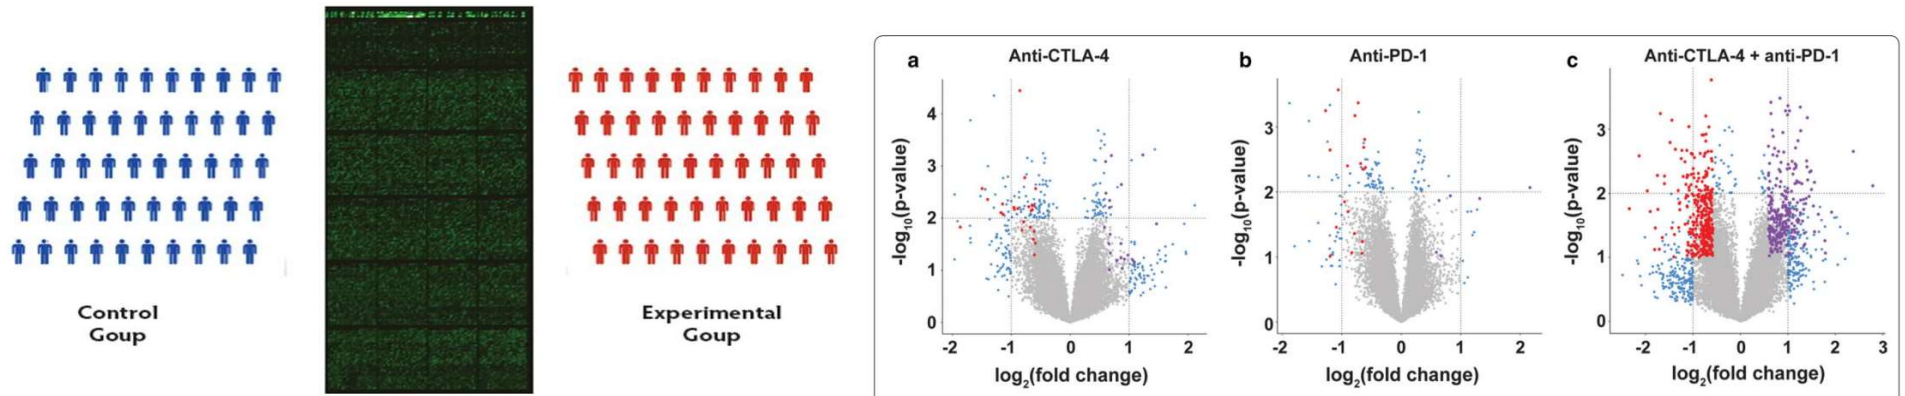 Control
Goup
Experimental
Goup
a
Anti-CTLA-4
-log10(p-value)
4
3
2
1
0
-2
-1
0
1
2
log2(fold change)
b
Anti-PD-1
-log10(p-value)
3
2
1
0
-2
-1
0
1
2
log2(fold change)
c
Anti-CTLA-4 + anti-PD-1
-log10(p-value)
3
2
1
0
-2
-1
0
1
2
3
log2(fold change)